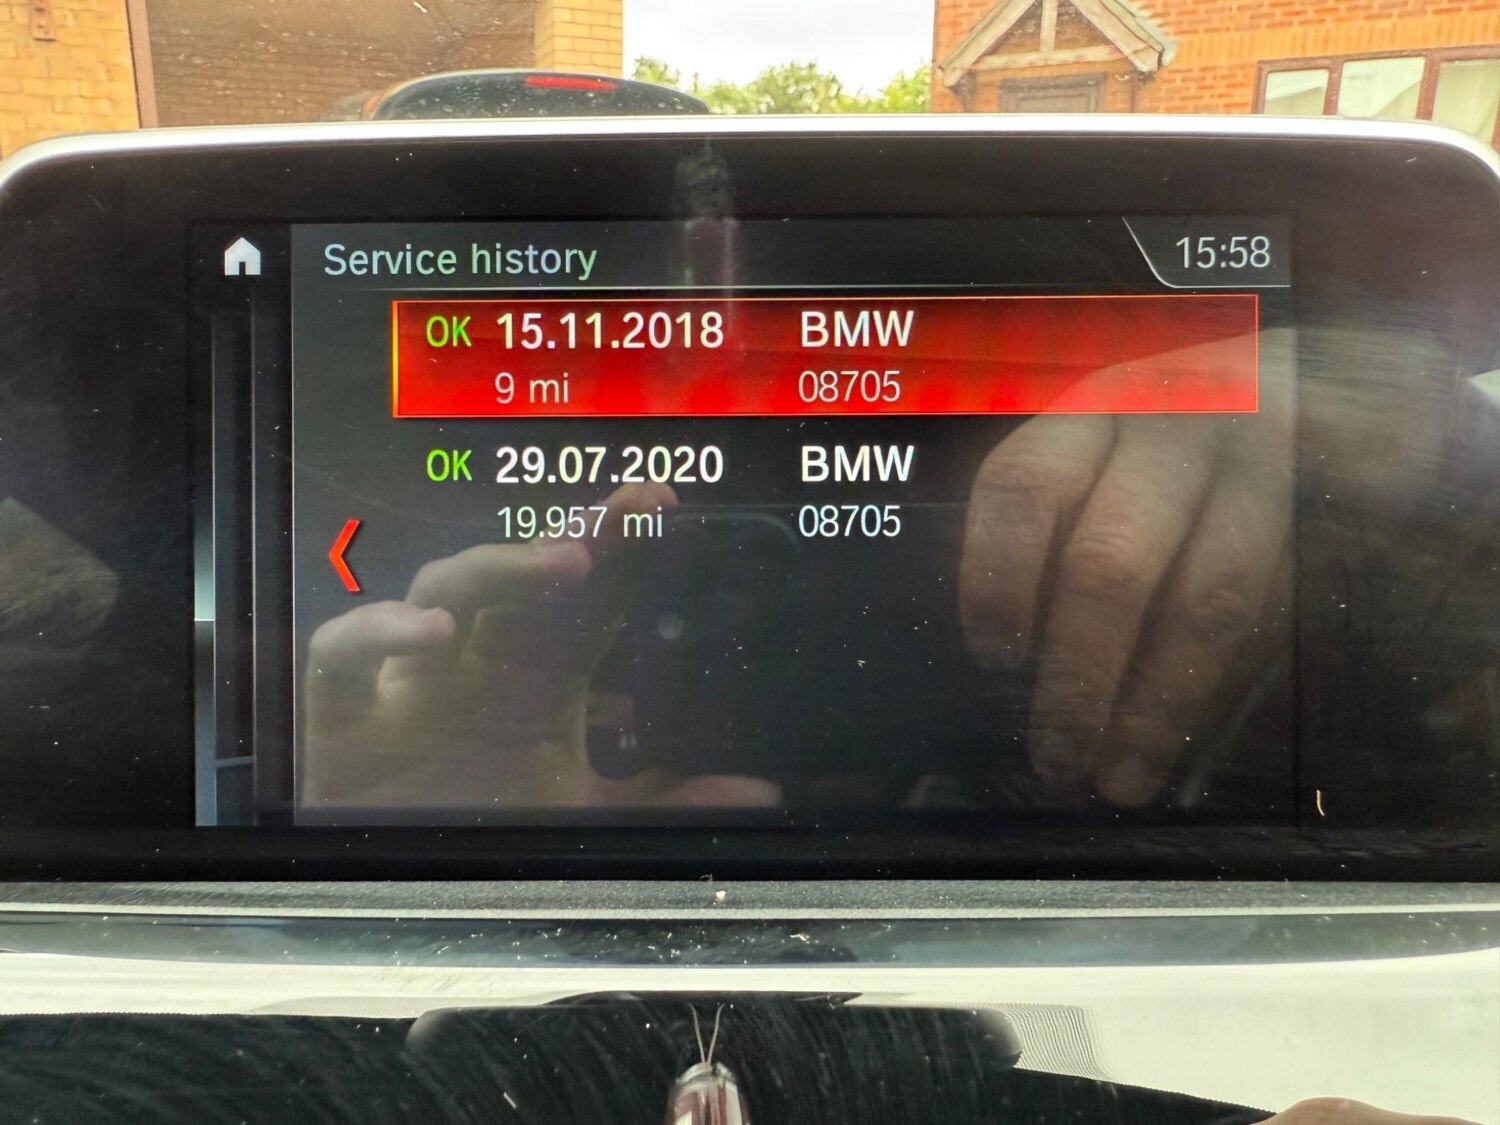 Service history
15:58
OK 15.11.2018 BMW
9 mi 08705
OK 29.07.2020 BMW
19.957 mi 08705